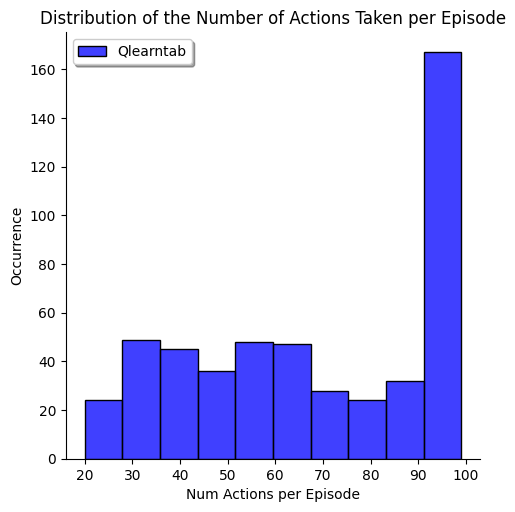 Distribution of the Number of Actions Taken per Episode
Qlearntab
160
140
120
100
80
60
40
20
0
Occurrence
20 30 40 50 60 70 80 90 100
Num Actions per Episode